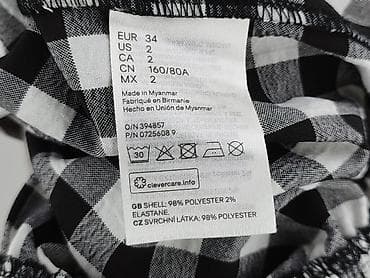 EUR 34
US 2
CA 2
CN 160/80A
MX 2
Made in Myanmar
Fabriqué en Birmanie
Hecho en Unión de Myanmar
O/N 394857
P/N 0725608 9
30
clevercare.info
GB SHELL: 98% POLYESTER 2%
ELASTANE.
CZ SVRCHNÍ LÁTKA: 98% POLYESTER